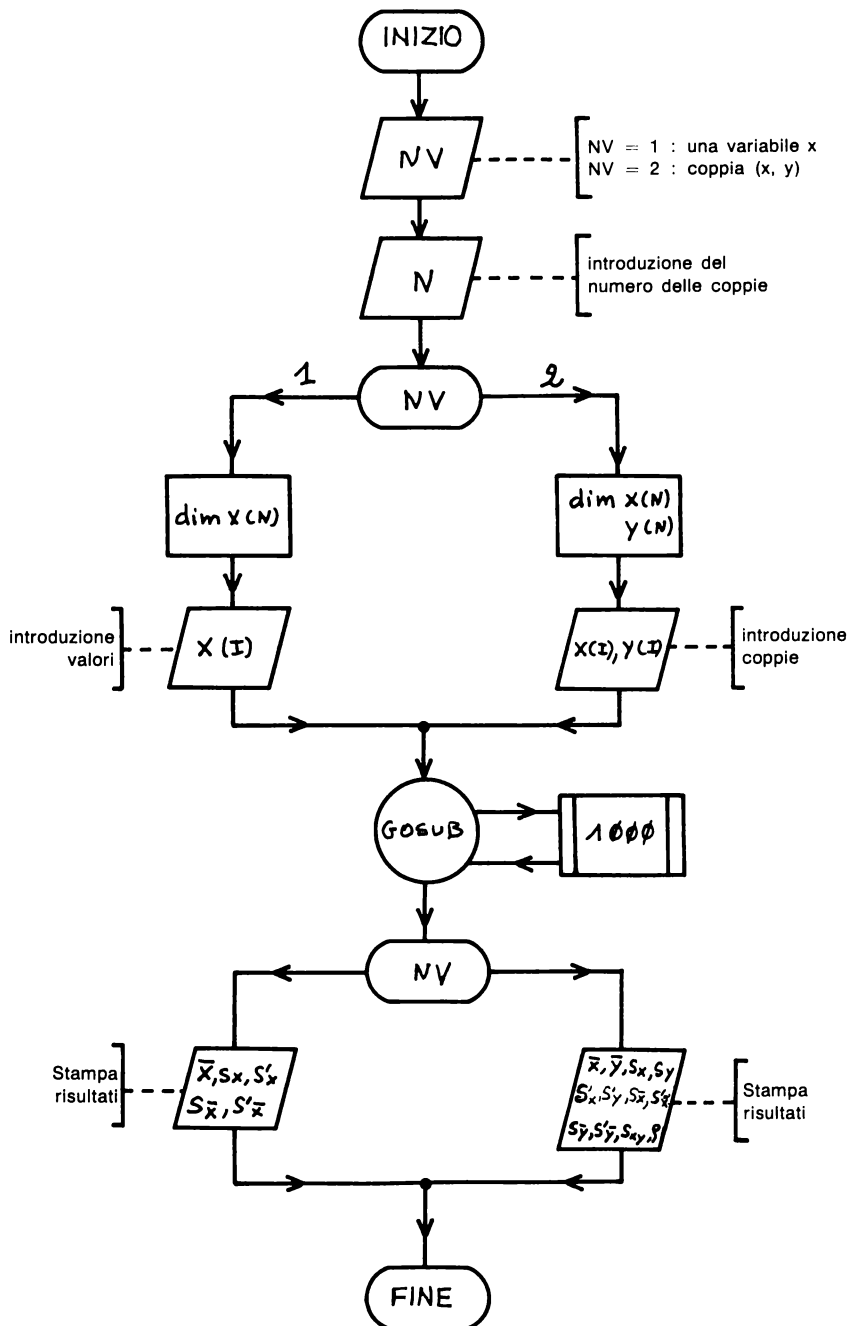 INIZIO
NV
NV = 1 : una variabile x
NV = 2 : coppia (x, y)
N
introduzione del
numero delle coppie
1
NV
2
dim X(N)
dim X(N)
Y(N)
introduzione
valori
X(I)
X(I), Y(I)
introduzione
coppie
GOSUB
1ØØØ
NV
Stampa
risultati
x̄, Sx, S'x
Sx̄, S'x̄
x̄, ȳ, Sx, Sy
S'x, S'y, Sx̄, S'x̄
Sȳ, S'ȳ, Sxy, ρ
Stampa
risultati
FINE